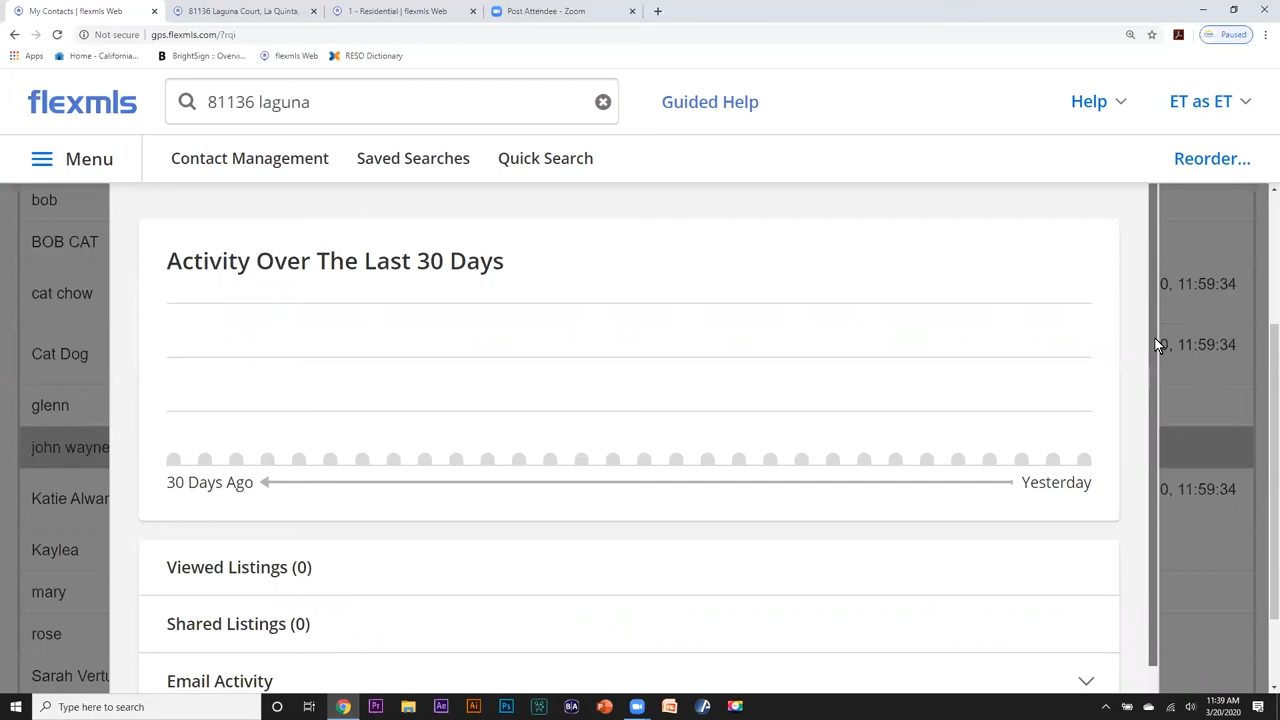 My Contacts | flexmls Web
81136 Laguna Court, La Quinta,
1 - Residential | flexmls Web
Post Attendee - Zoom
Not secure | gps.flexmls.com/?rqi
Paused
Apps
Home - California...
BrightSign :: Overvi...
flexmls Web
RESO Dictionary
flexmls
81136 laguna
Guided Help
Help
ET as ET
Menu
Contact Management
Saved Searches
Quick Search
Reorder...
bob
BOB CAT
cat chow
0, 11:59:34
Cat Dog
0, 11:59:34
glenn
john wayne
Katie Alwar
0, 11:59:34
Kaylea
mary
rose
Sarah Vertu
Activity Over The Last 30 Days
30 Days Ago
Yesterday
Viewed Listings (0)
Shared Listings (0)
Email Activity
Type here to search
11:39 AM
3/20/2020